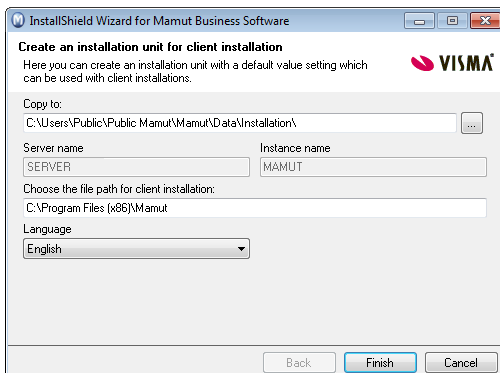 InstallShield Wizard for Mamut Business Software
Create an installation unit for client installation
Here you can create an installation unit with a default value setting which
can be used with client installations.
VISMA
Copy to:
C:\Users\Public\Public Mamut\Mamut\Data\Installation\
...
Server name
Instance name
SERVER
MAMUT
Choose the file path for client installation:
C:\Program Files (x86)\Mamut
Language
English
Back
Finish
Cancel